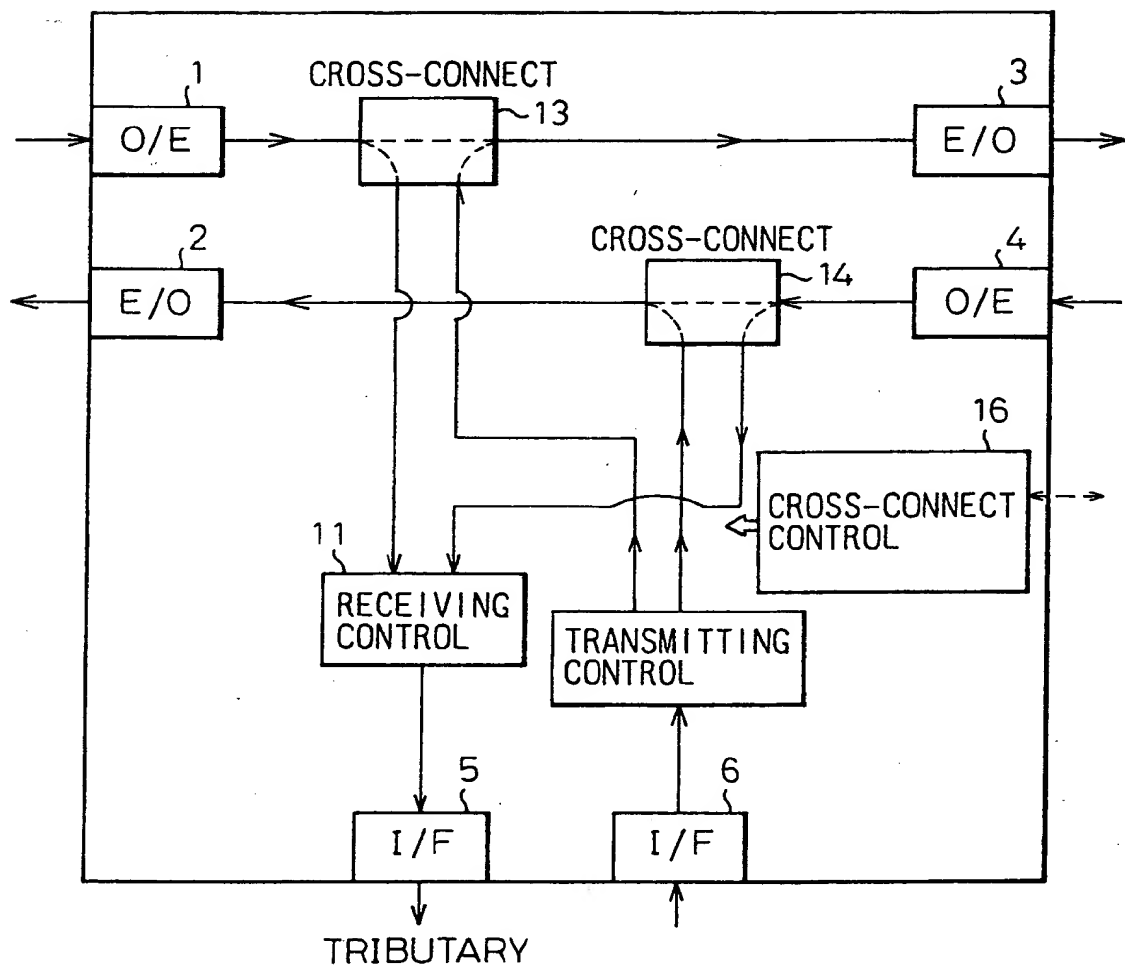 CROSS-CONNECT
1
13
3
O/E
E/O
CROSS-CONNECT
2
14
4
E/O
O/E
16
CROSS-CONNECT
CONTROL
11
RECEIVING
CONTROL
TRANSMITTING
CONTROL
5
6
I/F
I/F
TRIBUTARY